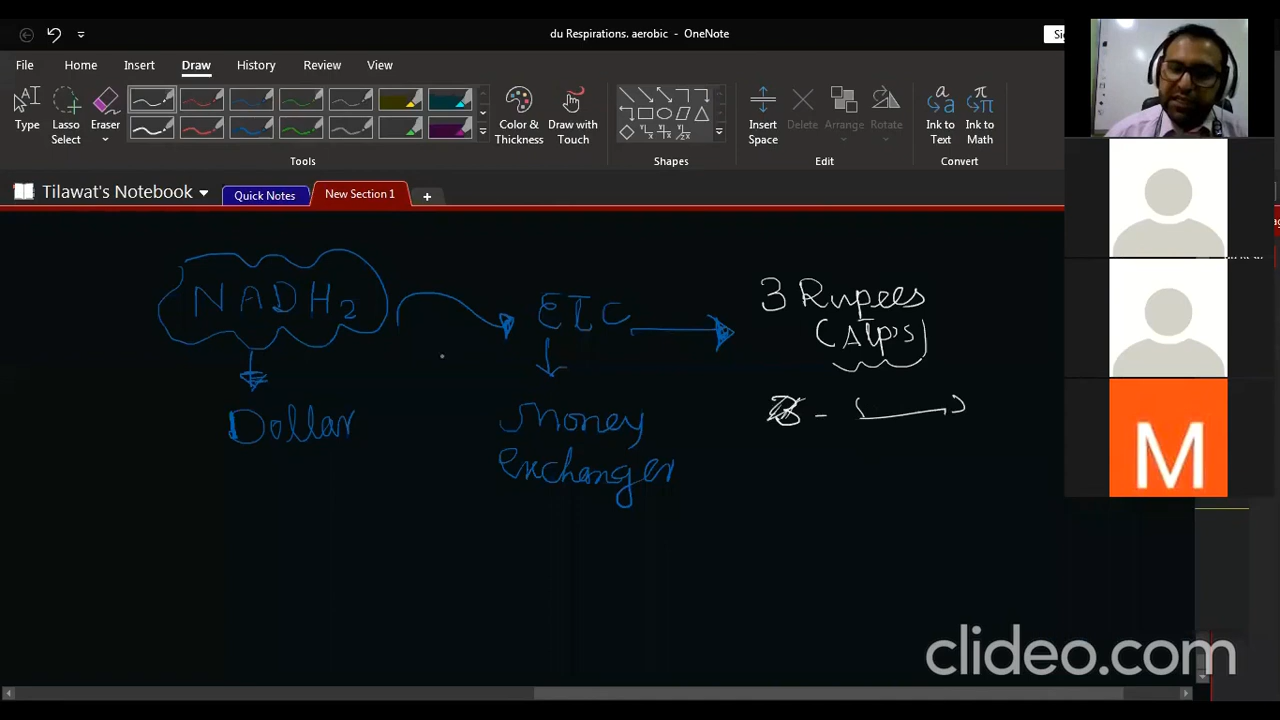 du Respirations. aerobic - OneNote
File Home Insert Draw History Review View
Type
Lasso Select
Eraser
Color & Thickness
Draw with Touch
Insert Space
Delete
Arrange
Rotate
Ink to Text
Ink to Math
Tools
Shapes
Edit
Convert
Tilawat's Notebook
Quick Notes
New Section 1
NADH2
ETC
3 Rupees
(ATp's)
Dollar
Money
Exchanger
M
clideo.com